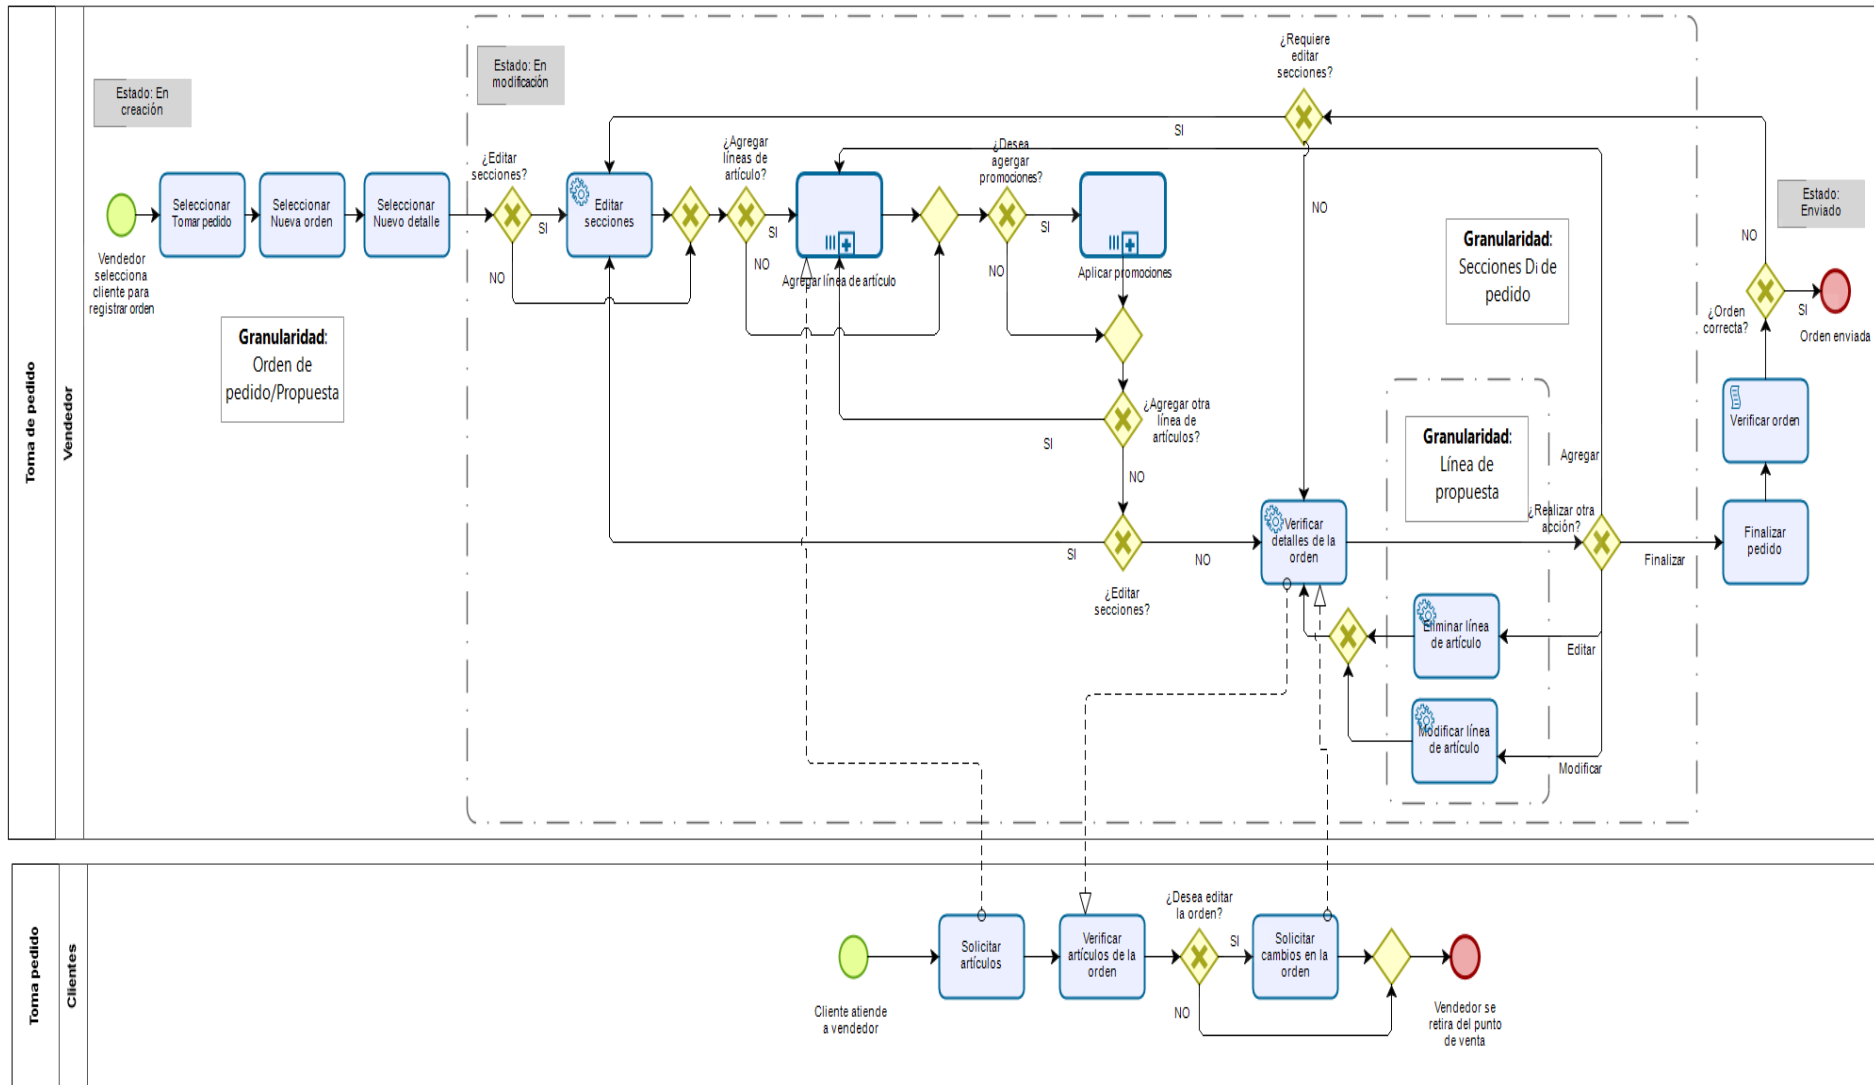 Toma de pedido
Vendedor
Estado: En
creación
Vendedor
selecciona
cliente para
registrar orden
Seleccionar
Tomar pedido
Seleccionar
Nueva orden
Seleccionar
Nuevo detalle
Granularidad:
Orden de
pedido/Propuesta
Estado: En
modificación
¿Editar
secciones?
SI
NO
Editar
secciones
¿Agregar
líneas de
artículo?
SI
NO
Agregar línea de artículo
¿Desea
agergar
promociones?
SI
NO
Aplicar promociones
¿Agregar otra
línea de
artículos?
SI
NO
¿Editar
secciones?
SI
NO
¿Requiere
editar
secciones?
SI
NO
Verificar
detalles de la
orden
Granularidad:
Secciones Di de
pedido
Granularidad:
Línea de
propuesta
¿Realizar otra
acción?
Agregar
Finalizar
Editar
Modificar
Eliminar línea
de artículo
Modificar línea
de artículo
Finalizar
pedido
Verificar orden
¿Orden
correcta?
NO
SI
Estado:
Enviado
Orden enviada
Toma pedido
Clientes
Cliente atiende
a vendedor
Solicitar
artículos
Verificar
artículos de la
orden
¿Desea editar
la orden?
SI
NO
Solicitar
cambios en la
orden
Vendedor se
retira del punto
de venta